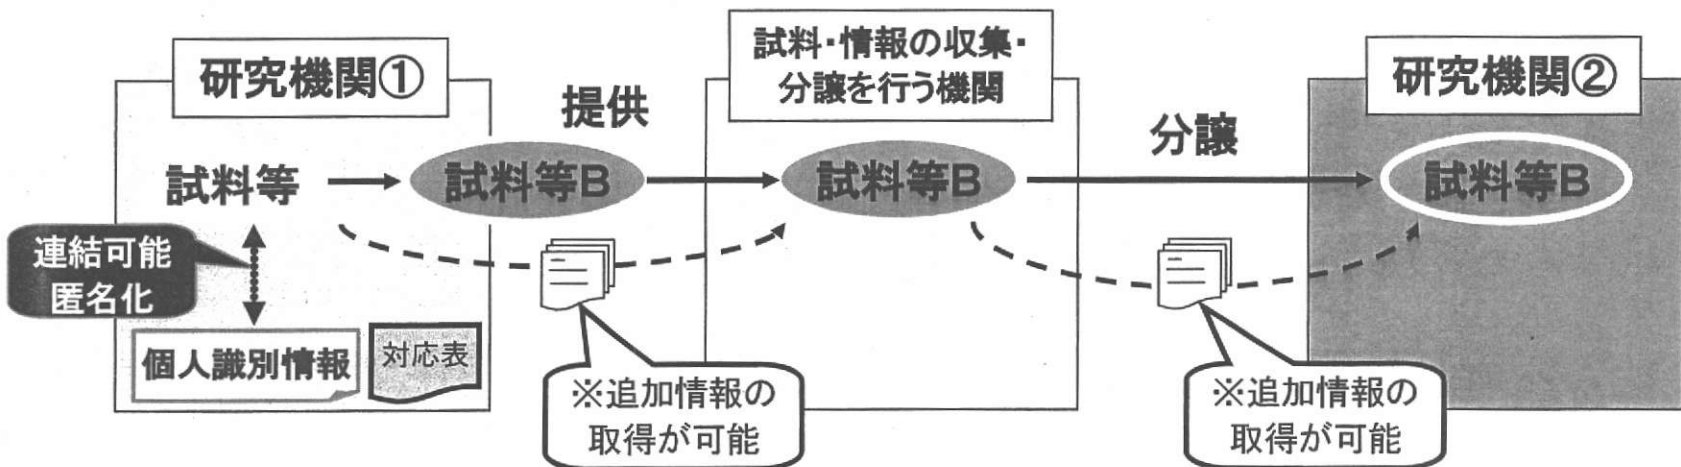 研究機関①
試料・情報の収集・
分譲を行う機関
研究機関②
提供
分譲
試料等
試料等B
試料等B
試料等B
連結可能
匿名化
個人識別情報
対応表
※追加情報の
取得が可能
※追加情報の
取得が可能